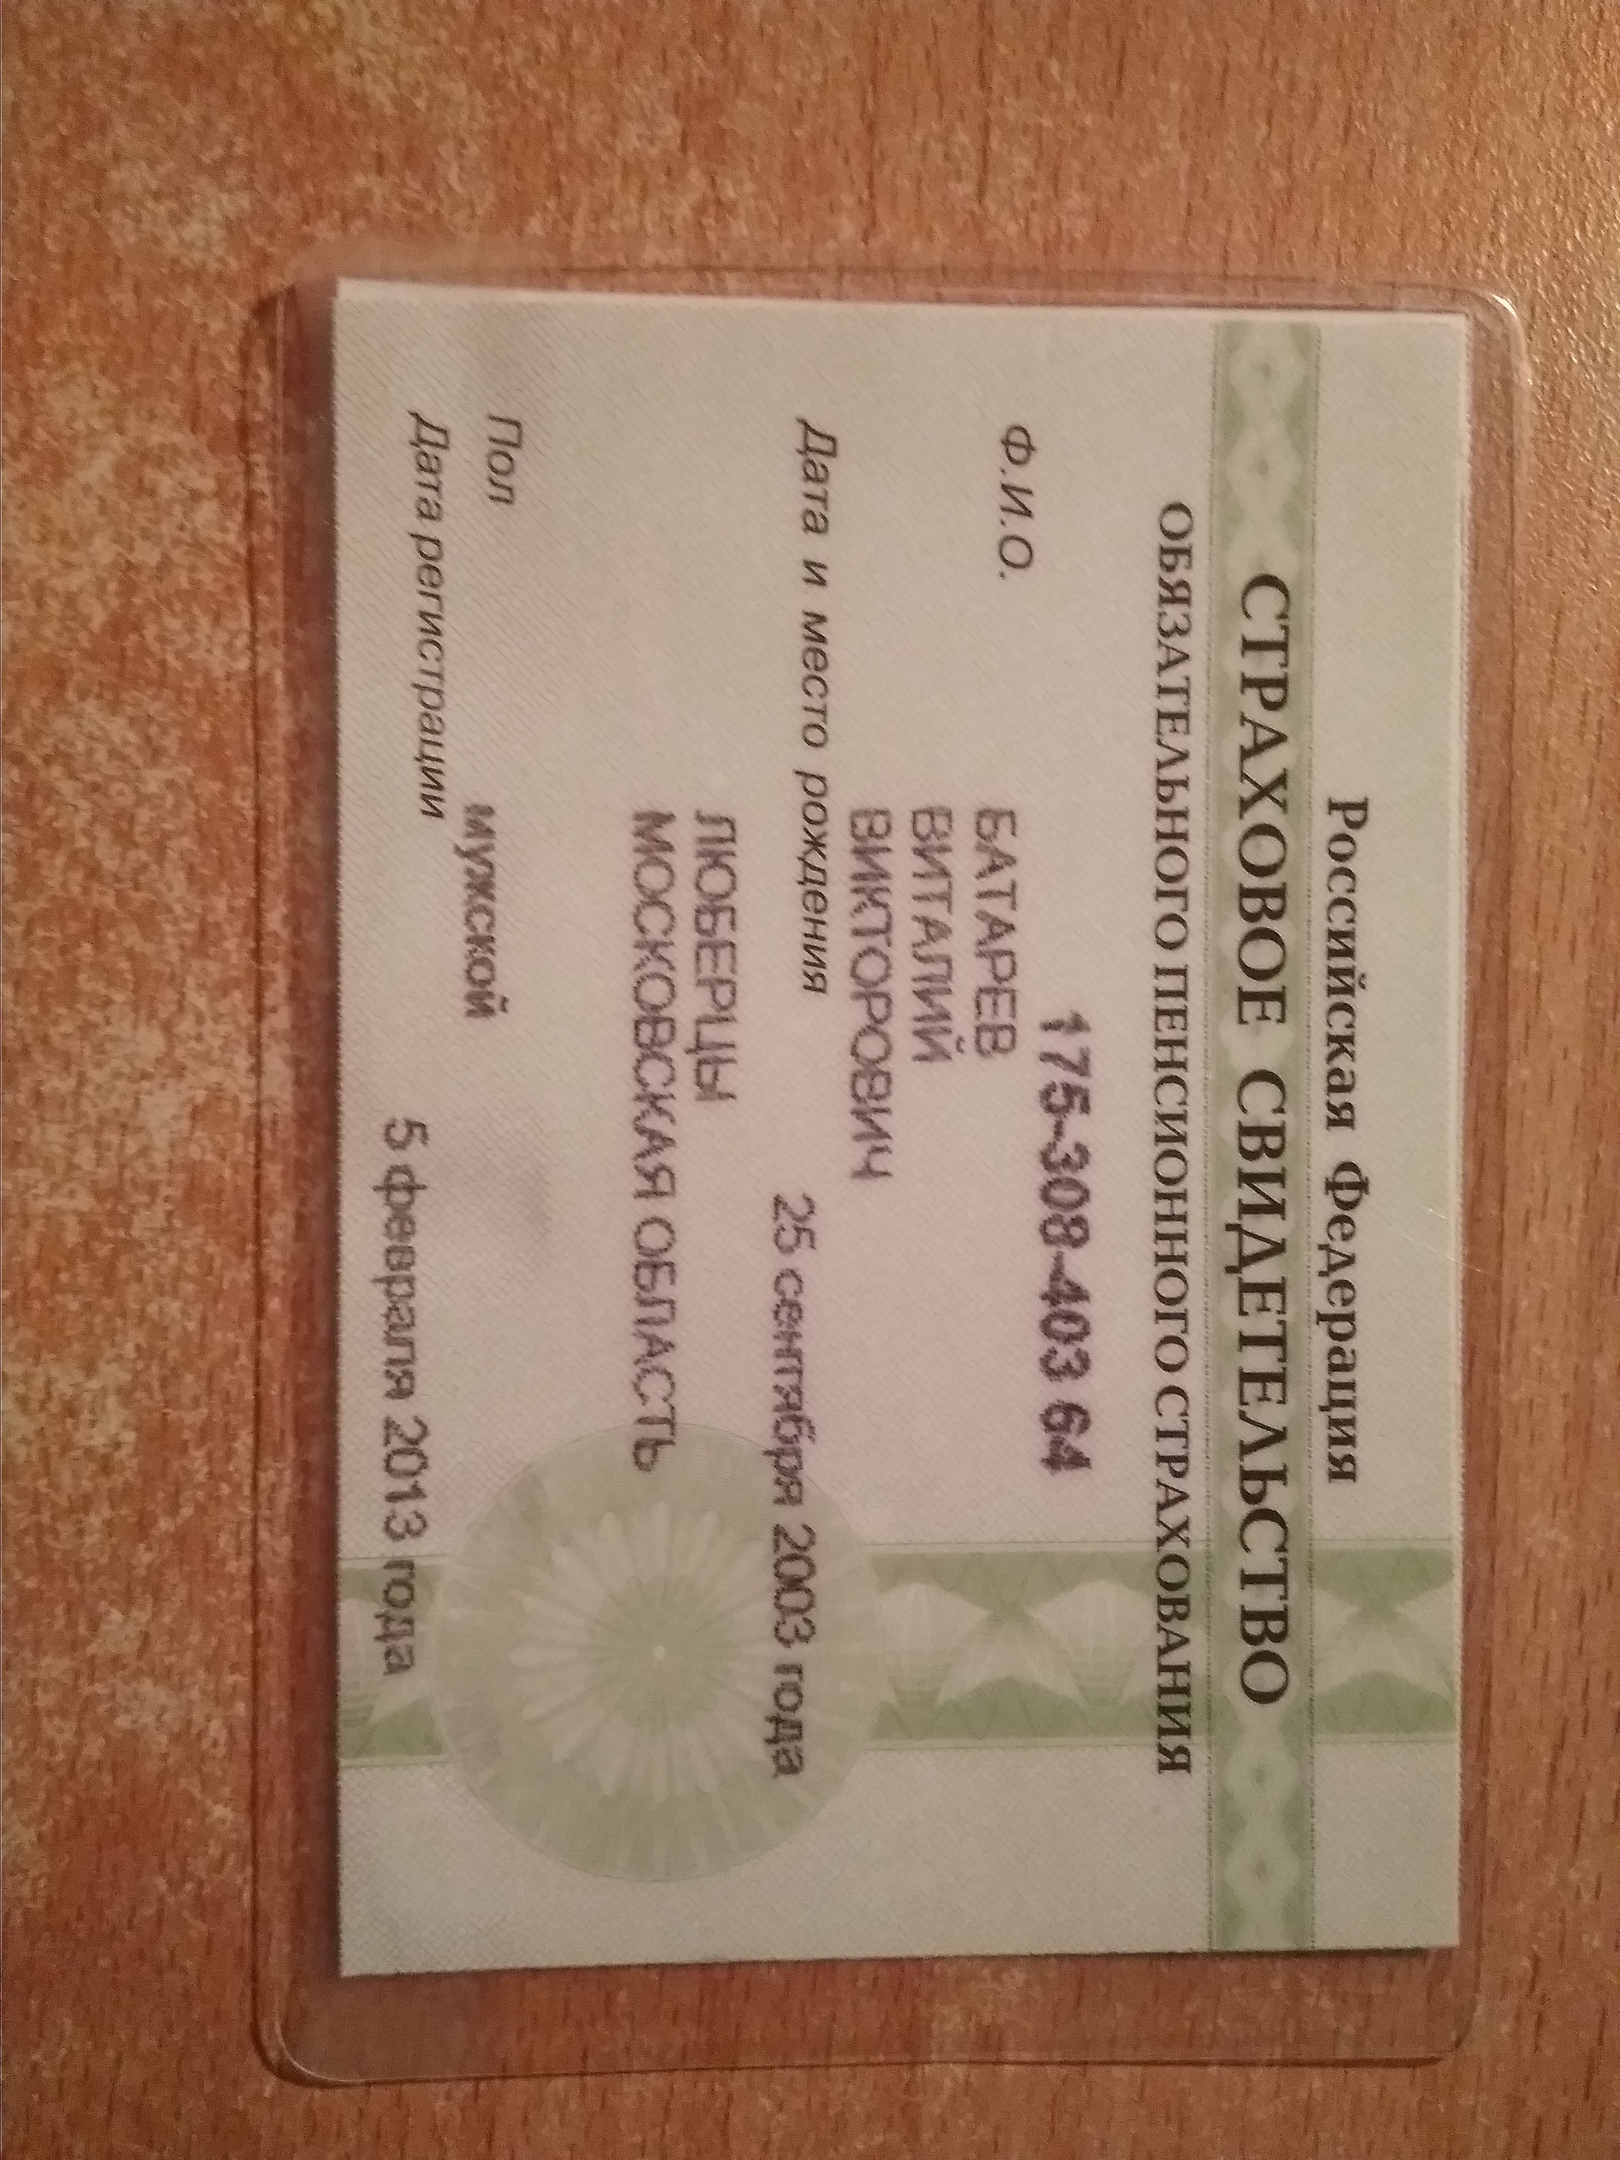 Российская Федерация
СТРАХОВОЕ СВИДЕТЕЛЬСТВО
ОБЯЗАТЕЛЬНОГО ПЕНСИОННОГО СТРАХОВАНИЯ
175-308-403 64
Ф.И.О.
БАТАРЕВ
ВИТАЛИЙ
ВИКТОРОВИЧ
Дата и место рождения 25 сентября 2003 года
ЛЮБЕРЦЫ
МОСКОВСКАЯ ОБЛАСТЬ
Пол мужской
Дата регистрации 5 февраля 2013 года